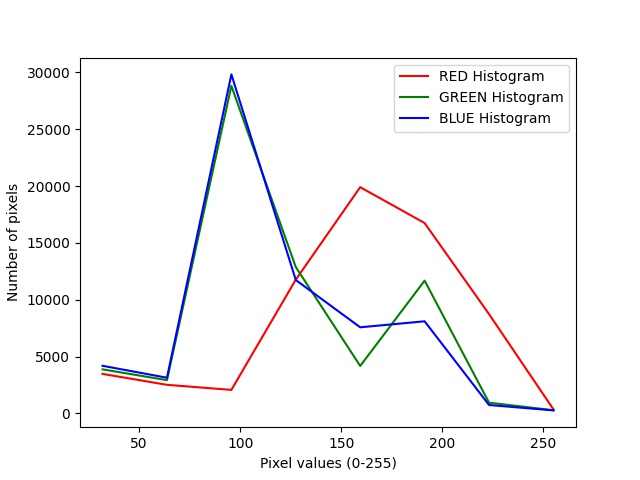 RED Histogram
GREEN Histogram
BLUE Histogram
30000
25000
20000
15000
10000
5000
0
Number of pixels
50 100 150 200 250
Pixel values (0-255)